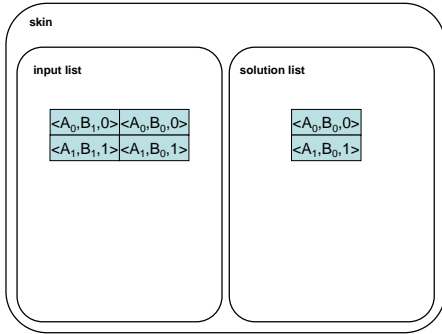 skin
input list
solution list
<A₀,B₁,0> <A₀,B₀,0>
<A₁,B₁,1> <A₁,B₀,1>
<A₀,B₀,0>
<A₁,B₀,1>